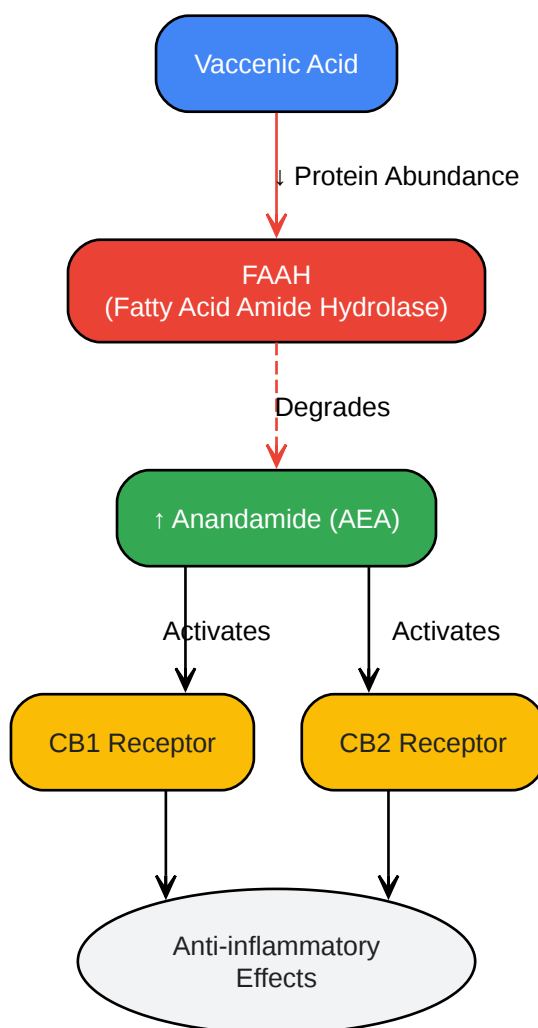 Vaccenic Acid
↓ Protein Abundance
FAAH
(Fatty Acid Amide Hydrolase)
Degrades
↑ Anandamide (AEA)
Activates
Activates
CB1 Receptor
CB2 Receptor
Anti-inflammatory
Effects